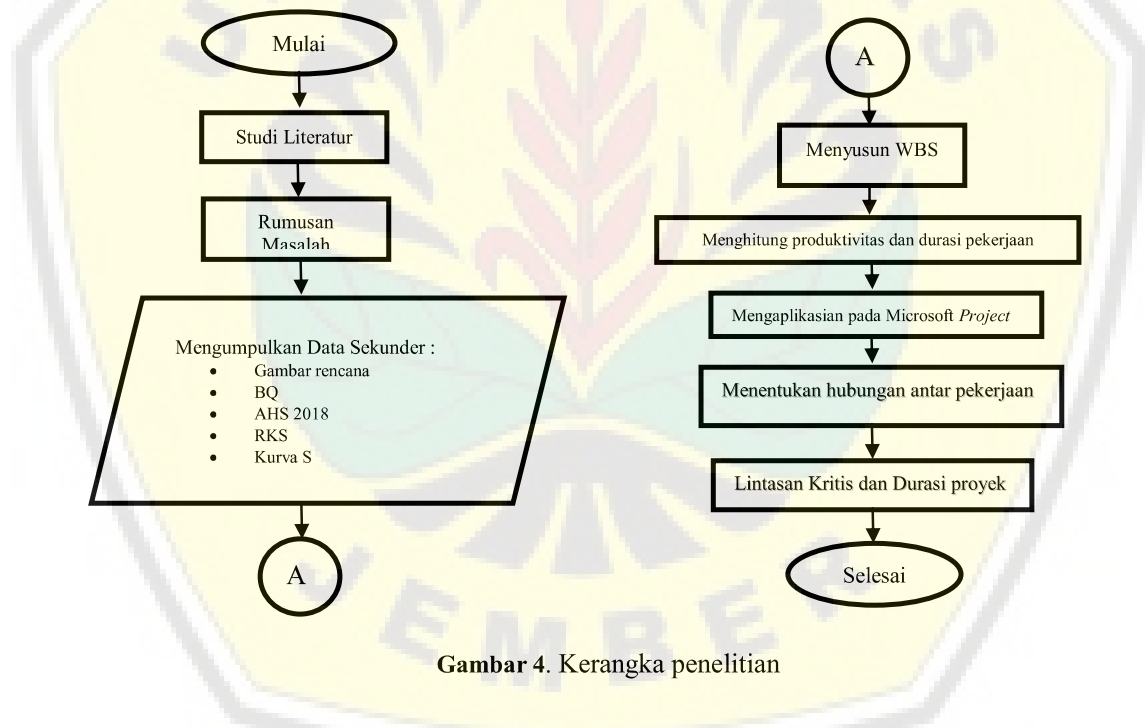 Mulai
Studi Literatur
Rumusan
Masalah
Mengumpulkan Data Sekunder :
• Gambar rencana
• BQ
• AHS 2018
• RKS
• Kurva S
A
A
Menyusun WBS
Menghitung produktivitas dan durasi pekerjaan
Mengaplikasian pada Microsoft Project
Menentukan hubungan antar pekerjaan
Lintasan Kritis dan Durasi proyek
Selesai
JEMBER
Gambar 4. Kerangka penelitian